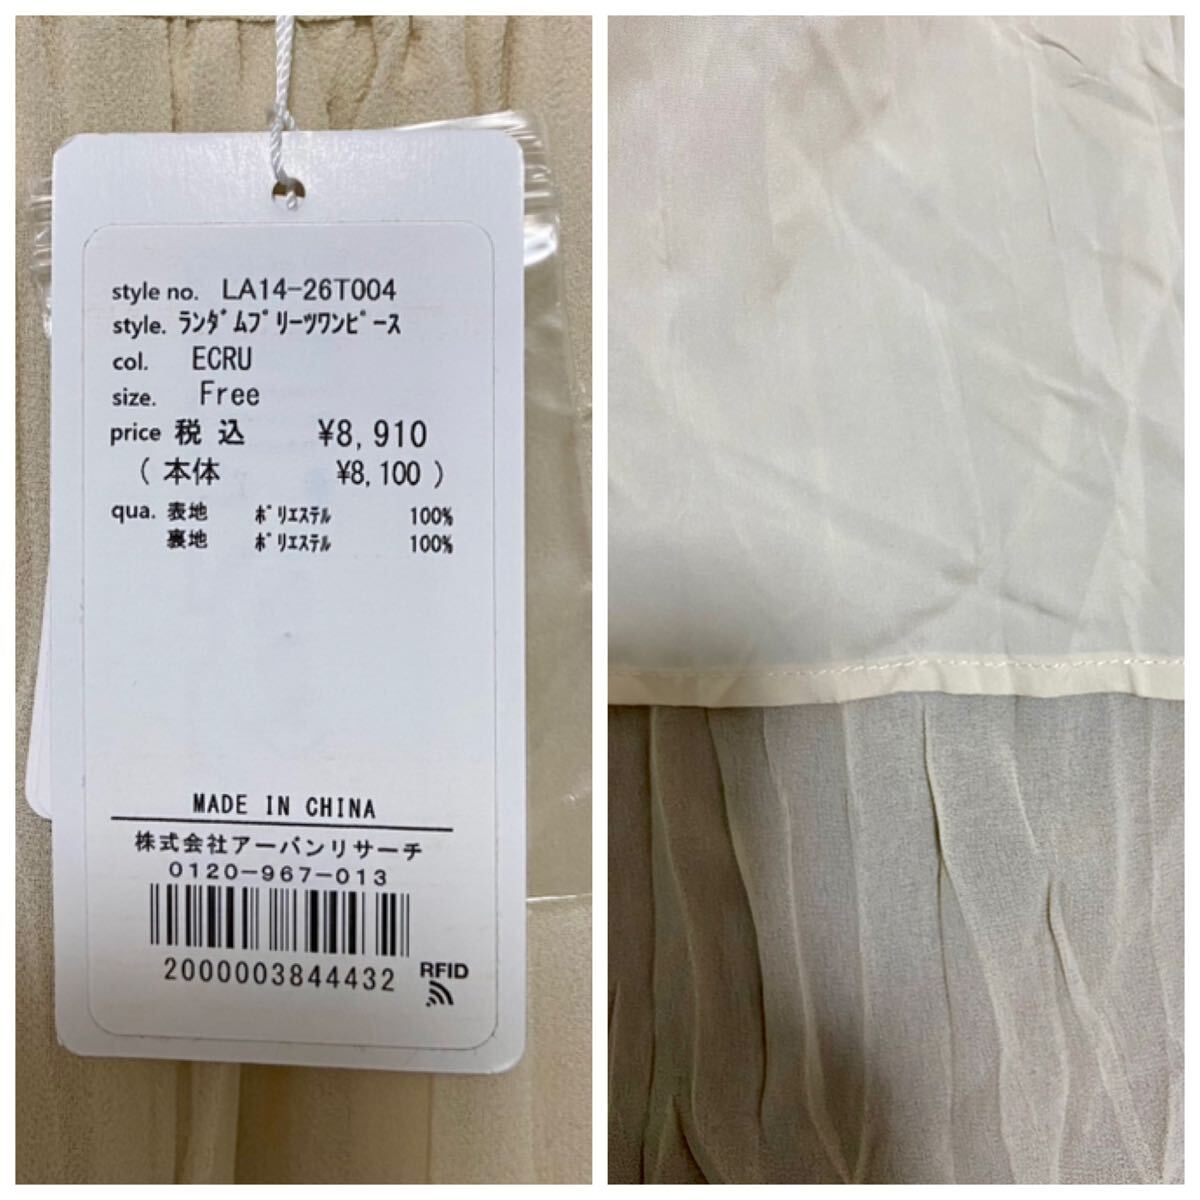 style no. LA14-26T004
style. ﾗﾝﾀﾞﾑﾌﾟﾘｰﾂﾜﾝﾋﾟｰｽ
col. ECRU
size. Free
price 税 込 ¥8,910
( 本体 ¥8,100 )
qua. 表地 ﾎﾟﾘｴｽﾃﾙ 100%
裏地 ﾎﾟﾘｴｽﾃﾙ 100%
MADE IN CHINA
株式会社アーバンリサーチ
0120-967-013
2000003844432
RFID